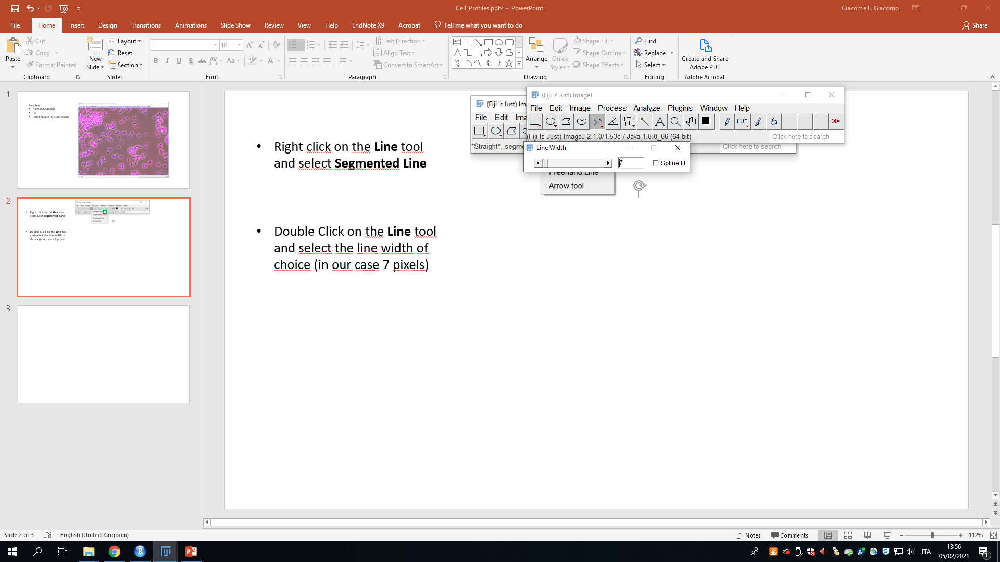 Cell_Profiles.pptx - PowerPoint
Giacomelli, Giacomo
File Home Insert Design Transitions Animations Slide Show Review View Help EndNote X9 Acrobat Tell me what you want to do
Share
Paste
Cut
Copy
Format Painter
Clipboard
New Slide
Layout
Reset
Section
Slides
18
B I U S abc AV Aa A
Font
Text Direction
Align Text
Convert to SmartArt
Paragraph
Arrange
Quick Styles
Shape Fill
Shape Outline
Shape Effects
Drawing
Find
Replace
Select
Editing
Create and Share Adobe PDF
Adobe Acrobat
1
Requires:
• Aligned Channels
• Fiji
• ProfilingCells_EPI.ijm macro
2
• Right click on the Line tool
and select Segmented Line
• Double Click on the Line tool
and select the line width of
choice (in our case 7 pixels)
3
• Right click on the Line tool
and select Segmented Line
• Double Click on the Line tool
and select the line width of
choice (in our case 7 pixels)
(Fiji Is Just) Im
File Edit Ima
*Straight*, segme
Click here to search
(Fiji Is Just) ImageJ
File Edit Image Process Analyze Plugins Window Help
LUT
(Fiji Is Just) ImageJ 2.1.0/1.53c / Java 1.8.0_66 (64-bit)
Click here to search
Line Width
7
Spline fit
Freehand Line
Arrow tool
Slide 2 of 3
English (United Kingdom)
Notes
Comments
112%
ITA
13:56
05/02/2021
1